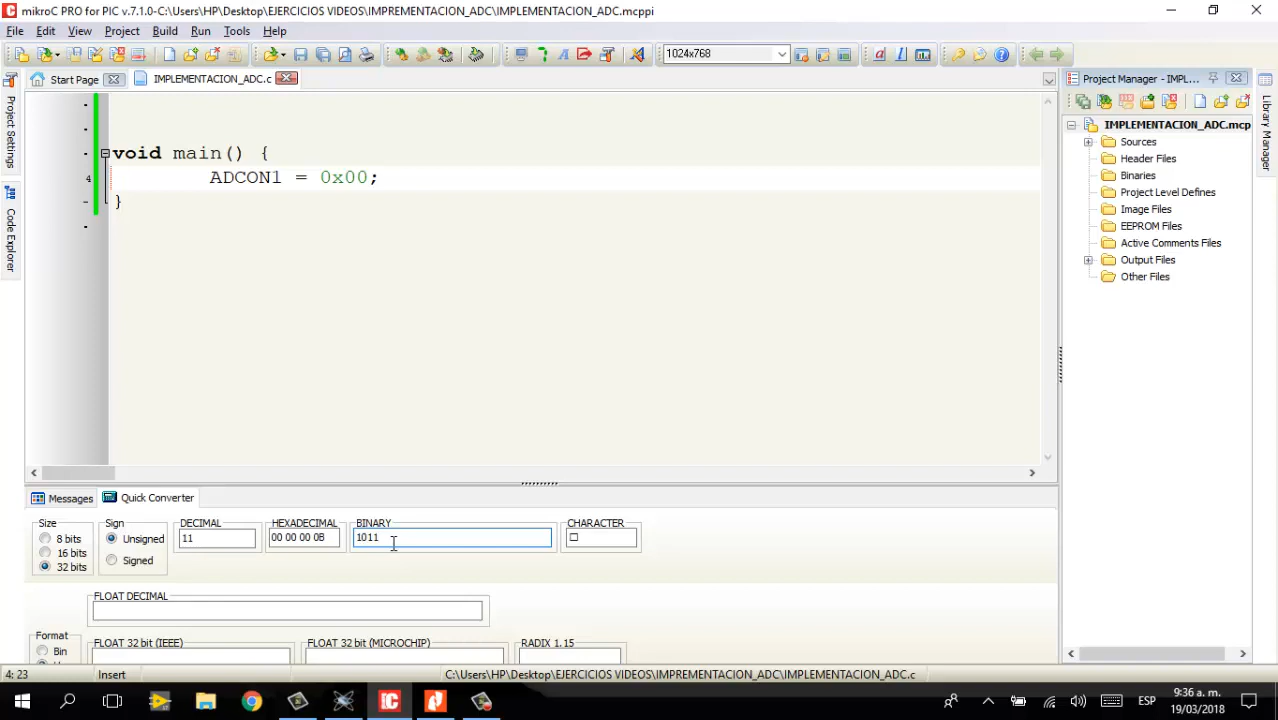 mikroC PRO for PIC v.7.1.0-C:\Users\HP\Desktop\EJERCICIOS VIDEOS\IMPREMENTACION_ADC\IMPLEMENTACION_ADC.mcppi
File Edit View Project Build Run Tools Help
1024x768
Start Page IMPLEMENTACION_ADC.c
Project Manager - IMPL...
Project Settings
Code Explorer
Library Manager
void main() {
4 ADCON1 = 0x00;
}
IMPLEMENTACION_ADC.mcp
Sources
Header Files
Binaries
Project Level Defines
Image Files
EEPROM Files
Active Comments Files
Output Files
Other Files
Messages Quick Converter
Size Sign DECIMAL HEXADECIMAL BINARY CHARACTER
8 bits Unsigned 11 00 00 00 0B 1011
16 bits Signed
32 bits
FLOAT DECIMAL
Format FLOAT 32 bit (IEEE) FLOAT 32 bit (MICROCHIP) RADIX 1.15
Bin
4: 23 Insert C:\Users\HP\Desktop\EJERCICIOS VIDEOS\IMPREMENTACION_ADC\IMPLEMENTACION_ADC.c
ESP 9:36 a. m.
19/03/2018